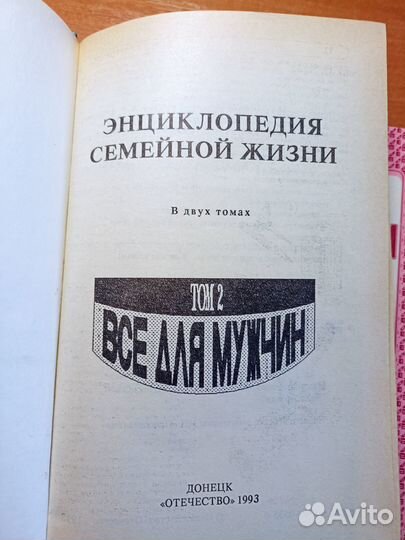 ЭНЦИКЛОПЕДИЯ
СЕМЕЙНОЙ ЖИЗНИ
В двух томах
ТОМ 2
ВСЕ ДЛЯ МУЖЧИН
ДОНЕЦК
«ОТЕЧЕСТВО» 1993
Avito